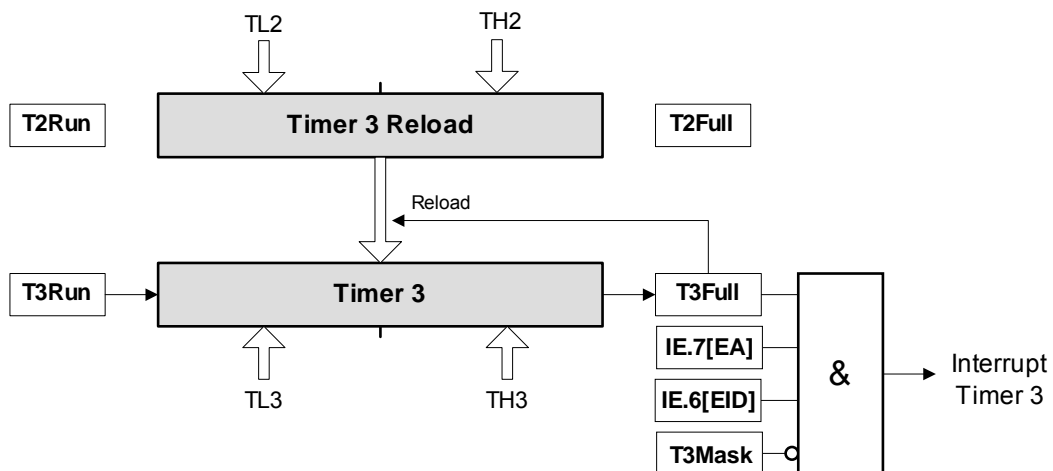 TL2
TH2
T2Run
Timer 3 Reload
T2Full
Reload
T3Run
Timer 3
T3Full
IE.7[EA]
&
Interrupt
Timer 3
TL3
TH3
IE.6[EID]
T3Mask